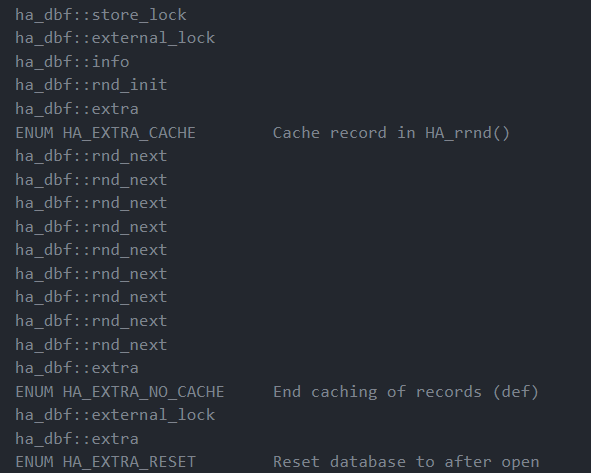 ha_dbf::store_lock
ha_dbf::external_lock
ha_dbf::info
ha_dbf::rnd_init
ha_dbf::extra
ENUM HA_EXTRA_CACHE        Cache record in HA_rrnd()
ha_dbf::rnd_next
ha_dbf::rnd_next
ha_dbf::rnd_next
ha_dbf::rnd_next
ha_dbf::rnd_next
ha_dbf::rnd_next
ha_dbf::rnd_next
ha_dbf::rnd_next
ha_dbf::rnd_next
ha_dbf::extra
ENUM HA_EXTRA_NO_CACHE     End caching of records (def)
ha_dbf::external_lock
ha_dbf::extra
ENUM HA_EXTRA_RESET        Reset database to after open